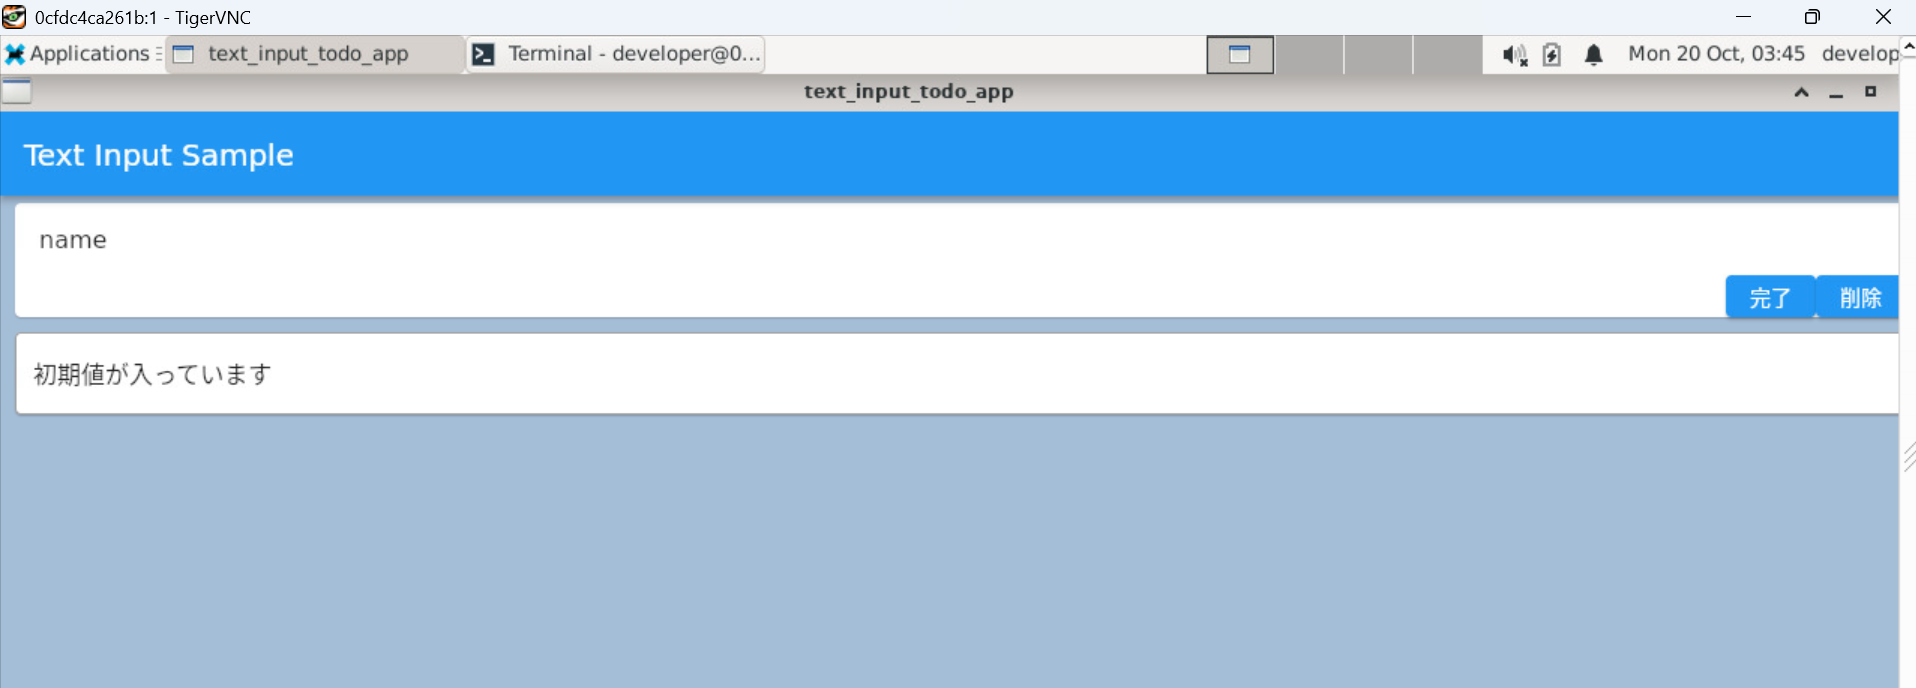 0cfdc4ca261b:1 - TigerVNC
Applications text_input_todo_app Terminal - developer@0... Mon 20 Oct, 03:45 develop
text_input_todo_app
Text Input Sample
name
完了 削除
初期値が入っています